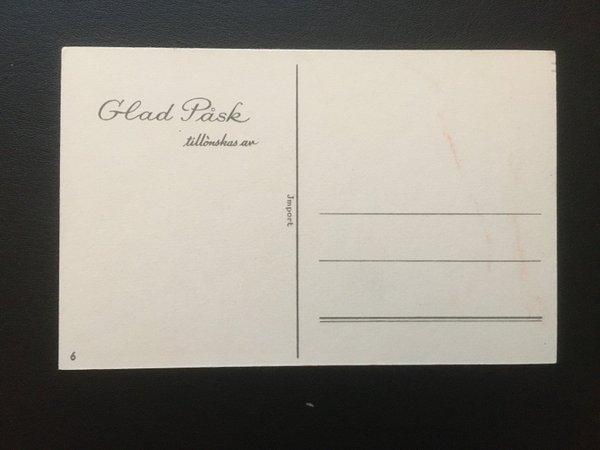 Glad Påsk
tillönskas av
Jmport
6